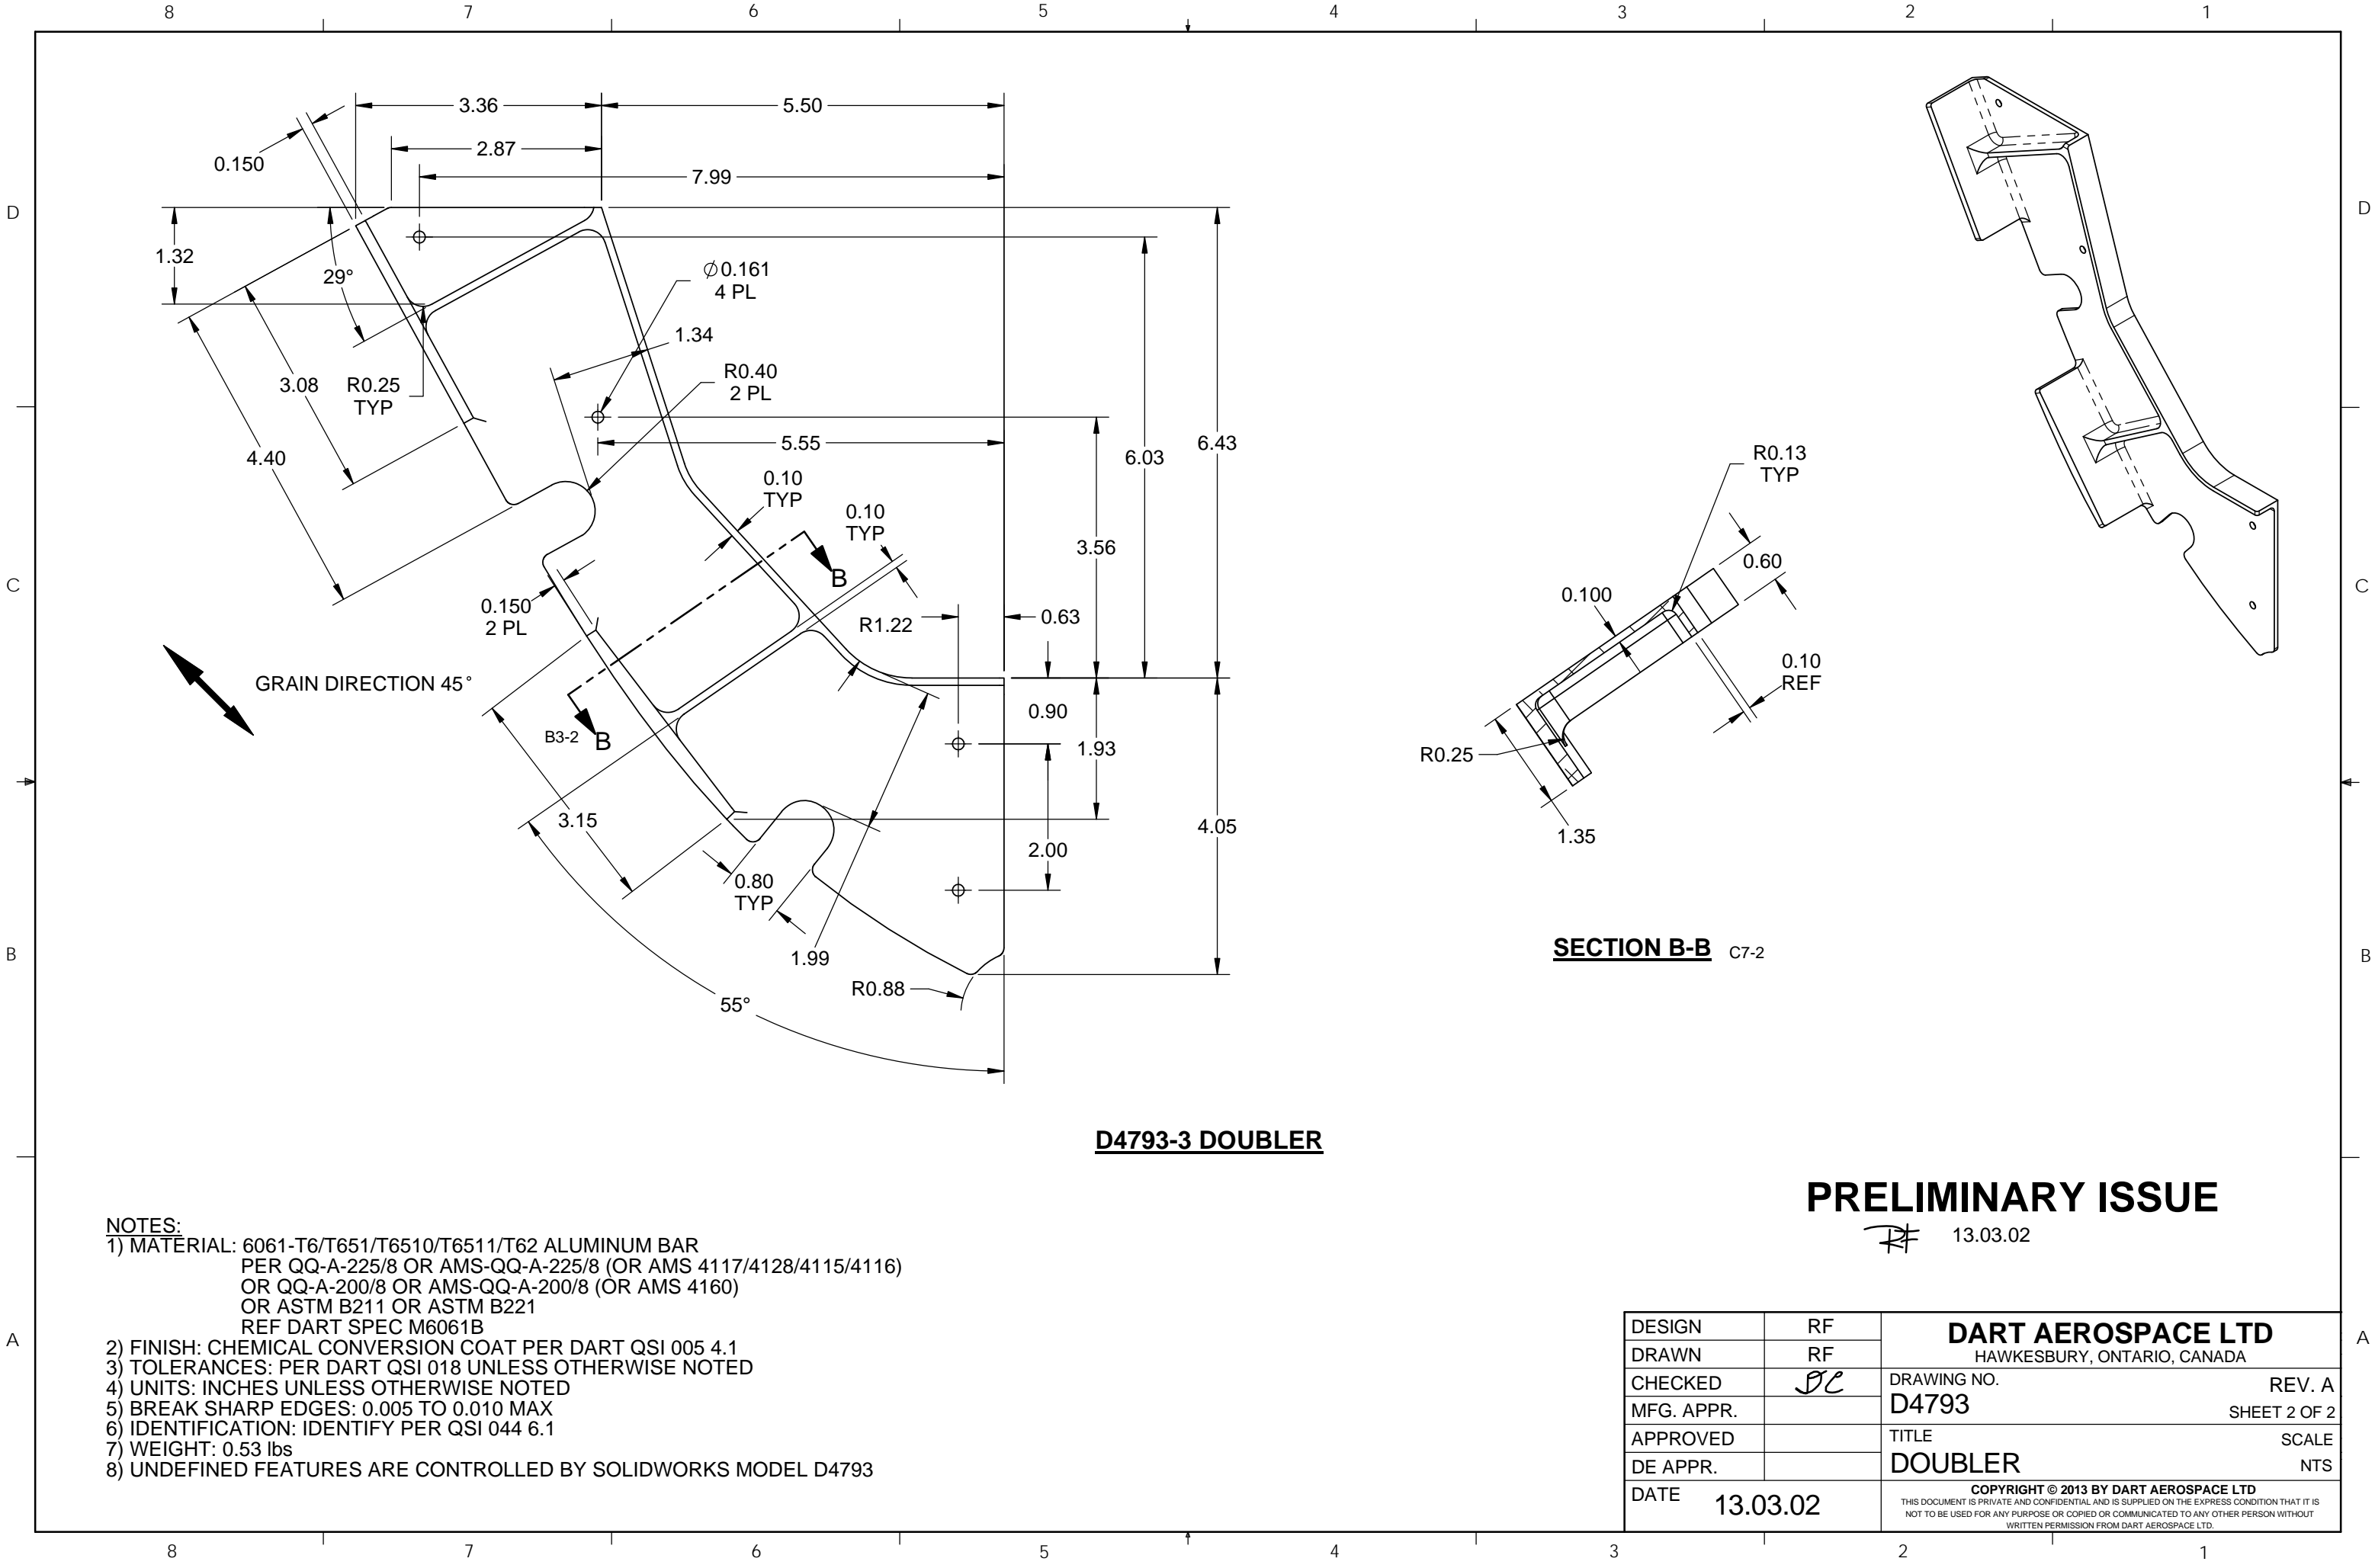 8 7 6 5 4 3 2 1
D
C
B
A
D
C
B
A
3.36
5.50
0.150
2.87
7.99
1.32
29°
Ø0.161
4 PL
1.34
3.08
R0.25
TYP
R0.40
2 PL
4.40
5.55
6.03
6.43
0.10
TYP
0.10
TYP
3.56
B
0.150
2 PL
R1.22
0.63
GRAIN DIRECTION 45°
0.90
B3-2 B
1.93
3.15
4.05
2.00
0.80
TYP
1.99
R0.88
55°
R0.13
TYP
0.60
0.100
0.10
REF
R0.25
1.35
SECTION B-B C7-2
D4793-3 DOUBLER
PRELIMINARY ISSUE
RF 13.03.02
NOTES:
1) MATERIAL: 6061-T6/T651/T6510/T6511/T62 ALUMINUM BAR
PER QQ-A-225/8 OR AMS-QQ-A-225/8 (OR AMS 4117/4128/4115/4116)
OR QQ-A-200/8 OR AMS-QQ-A-200/8 (OR AMS 4160)
OR ASTM B211 OR ASTM B221
REF DART SPEC M6061B
2) FINISH: CHEMICAL CONVERSION COAT PER DART QSI 005 4.1
3) TOLERANCES: PER DART QSI 018 UNLESS OTHERWISE NOTED
4) UNITS: INCHES UNLESS OTHERWISE NOTED
5) BREAK SHARP EDGES: 0.005 TO 0.010 MAX
6) IDENTIFICATION: IDENTIFY PER QSI 044 6.1
7) WEIGHT: 0.53 lbs
8) UNDEFINED FEATURES ARE CONTROLLED BY SOLIDWORKS MODEL D4793
DESIGN RF
DRAWN RF
CHECKED
MFG. APPR.
APPROVED
DE APPR.
DATE 13.03.02
DART AEROSPACE LTD
HAWKESBURY, ONTARIO, CANADA
DRAWING NO. REV. A
D4793 SHEET 2 OF 2
TITLE SCALE
DOUBLER NTS
COPYRIGHT © 2013 BY DART AEROSPACE LTD
THIS DOCUMENT IS PRIVATE AND CONFIDENTIAL AND IS SUPPLIED ON THE EXPRESS CONDITION THAT IT IS
NOT TO BE USED FOR ANY PURPOSE OR COPIED OR COMMUNICATED TO ANY OTHER PERSON WITHOUT
WRITTEN PERMISSION FROM DART AEROSPACE LTD.
8 7 6 5 4 3 2 1